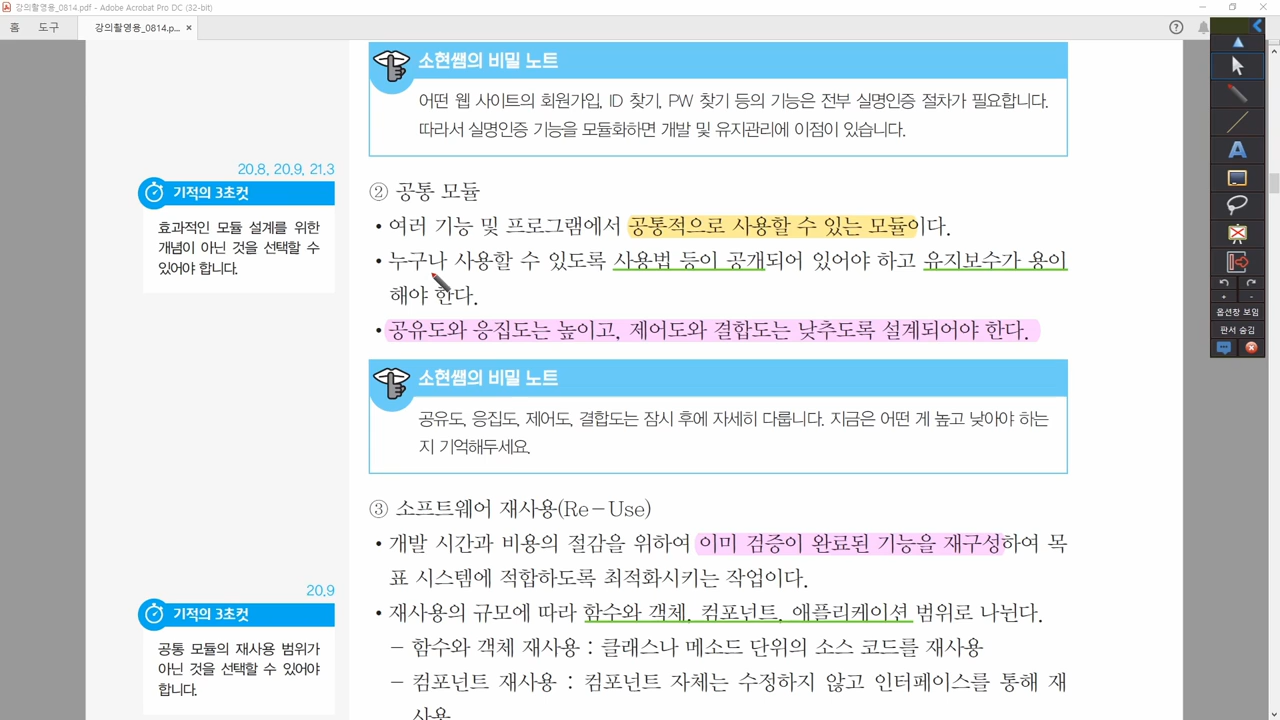 강의촬영용_0814.pdf - Adobe Acrobat Pro DC (32-bit)
홈 도구 강의촬영용_0814.p... ×
소현쌤의 비밀 노트
어떤 웹 사이트의 회원가입, ID 찾기, PW 찾기 등의 기능은 전부 실명인증 절차가 필요합니다.
따라서 실명인증 기능을 모듈화하면 개발 및 유지관리에 이점이 있습니다.
20.8, 20.9, 21.3
기적의 3초컷
효과적인 모듈 설계를 위한
개념이 아닌 것을 선택할 수
있어야 합니다.
② 공통 모듈
• 여러 기능 및 프로그램에서 공통적으로 사용할 수 있는 모듈이다.
• 누구나 사용할 수 있도록 사용법 등이 공개되어 있어야 하고 유지보수가 용이
해야 한다.
• 공유도와 응집도는 높이고, 제어도와 결합도는 낮추도록 설계되어야 한다.
소현쌤의 비밀 노트
공유도, 응집도, 제어도, 결합도는 잠시 후에 자세히 다룹니다. 지금은 어떤 게 높고 낮아야 하는
지 기억해두세요.
③ 소프트웨어 재사용(Re-Use)
• 개발 시간과 비용의 절감을 위하여 이미 검증이 완료된 기능을 재구성하여 목
표 시스템에 적합하도록 최적화시키는 작업이다.
20.9
기적의 3초컷
공통 모듈의 재사용 범위가
아닌 것을 선택할 수 있어야
합니다.
• 재사용의 규모에 따라 함수와 객체, 컴포넌트, 애플리케이션 범위로 나뉜다.
- 함수와 객체 재사용 : 클래스나 메소드 단위의 소스 코드를 재사용
- 컴포넌트 재사용 : 컴포넌트 자체는 수정하지 않고 인터페이스를 통해 재
사용
A
+ -
옵션창 보임
판서 숨김